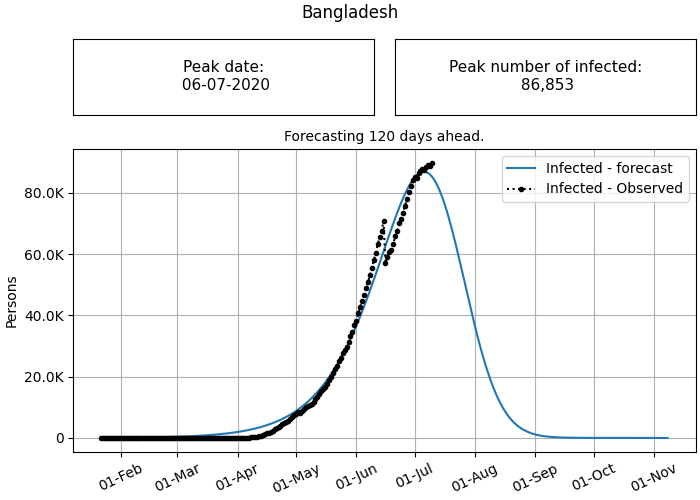 Bangladesh
Peak date:
06-07-2020
Peak number of infected:
86,853
Forecasting 120 days ahead.
Infected - forecast
Infected - Observed
Persons
80.0K
60.0K
40.0K
20.0K
0
01-Feb
01-Mar
01-Apr
01-May
01-Jun
01-Jul
01-Aug
01-Sep
01-Oct
01-Nov